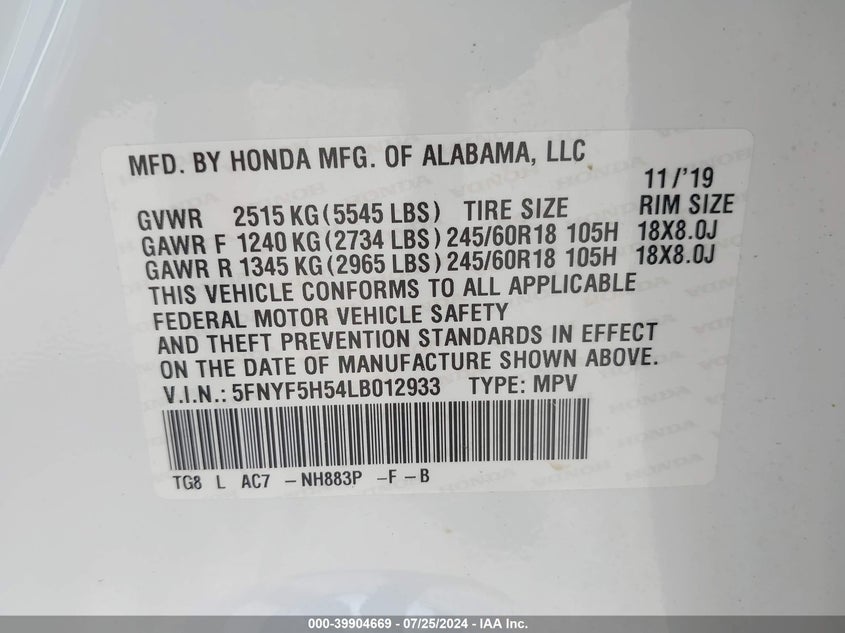 MFD. BY HONDA MFG. OF ALABAMA, LLC
11/'19
GVWR 2515 KG (5545 LBS) TIRE SIZE RIM SIZE
GAWR F 1240 KG (2734 LBS) 245/60R18 105H 18X8.0J
GAWR R 1345 KG (2965 LBS) 245/60R18 105H 18X8.0J
THIS VEHICLE CONFORMS TO ALL APPLICABLE
FEDERAL MOTOR VEHICLE SAFETY
AND THEFT PREVENTION STANDARDS IN EFFECT
ON THE DATE OF MANUFACTURE SHOWN ABOVE.
V.I.N.: 5FNYF5H54LB012933 TYPE: MPV
TG8 L AC7 -NH883P -F-B
000-39904669 - 07/25/2024 - IAA Inc.